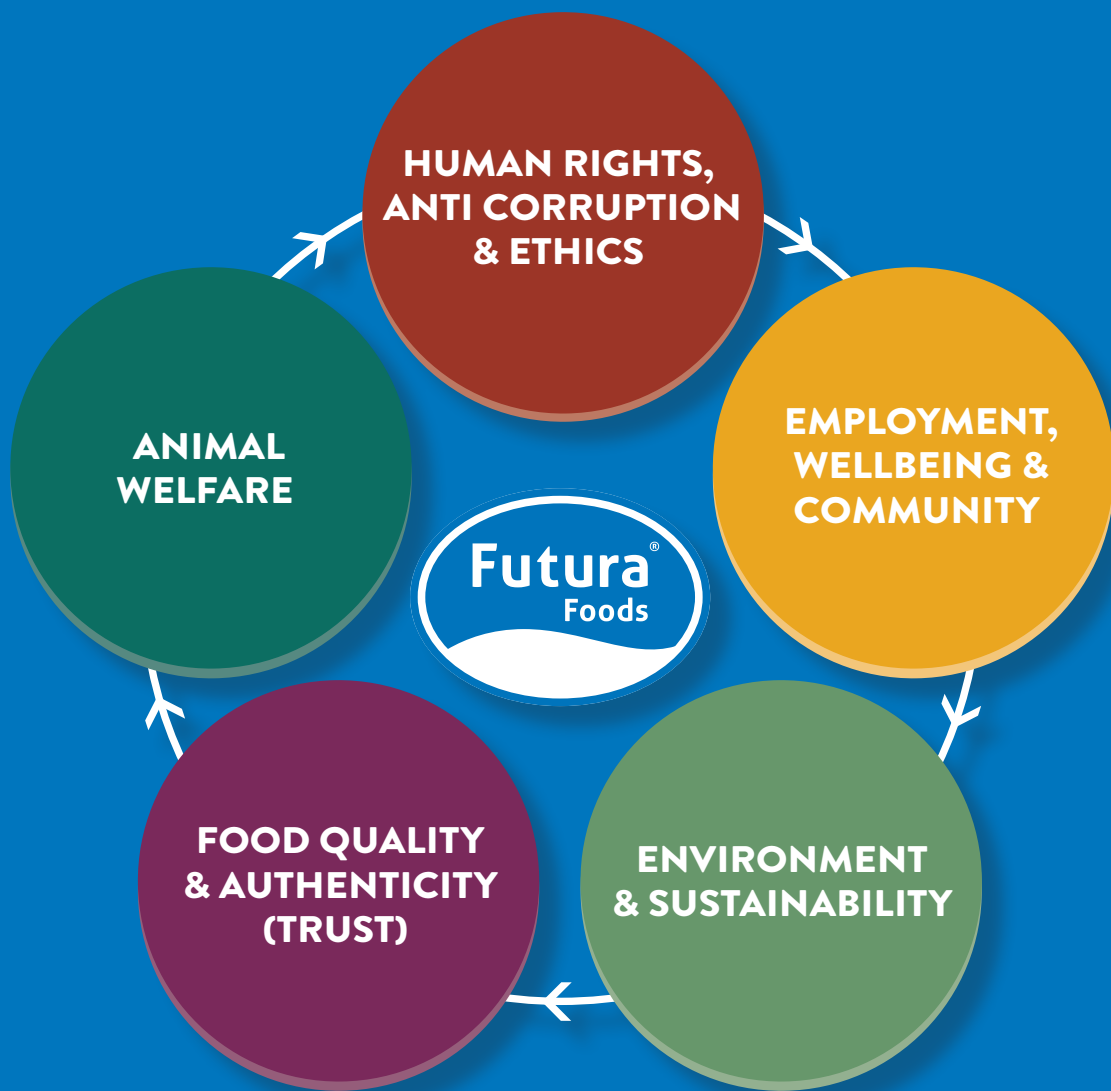 HUMAN RIGHTS,
ANTI CORRUPTION
& ETHICS
EMPLOYMENT,
WELLBEING &
COMMUNITY
ENVIRONMENT
& SUSTAINABILITY
FOOD QUALITY
& AUTHENTICITY
(TRUST)
ANIMAL
WELFARE
Futura®
Foods